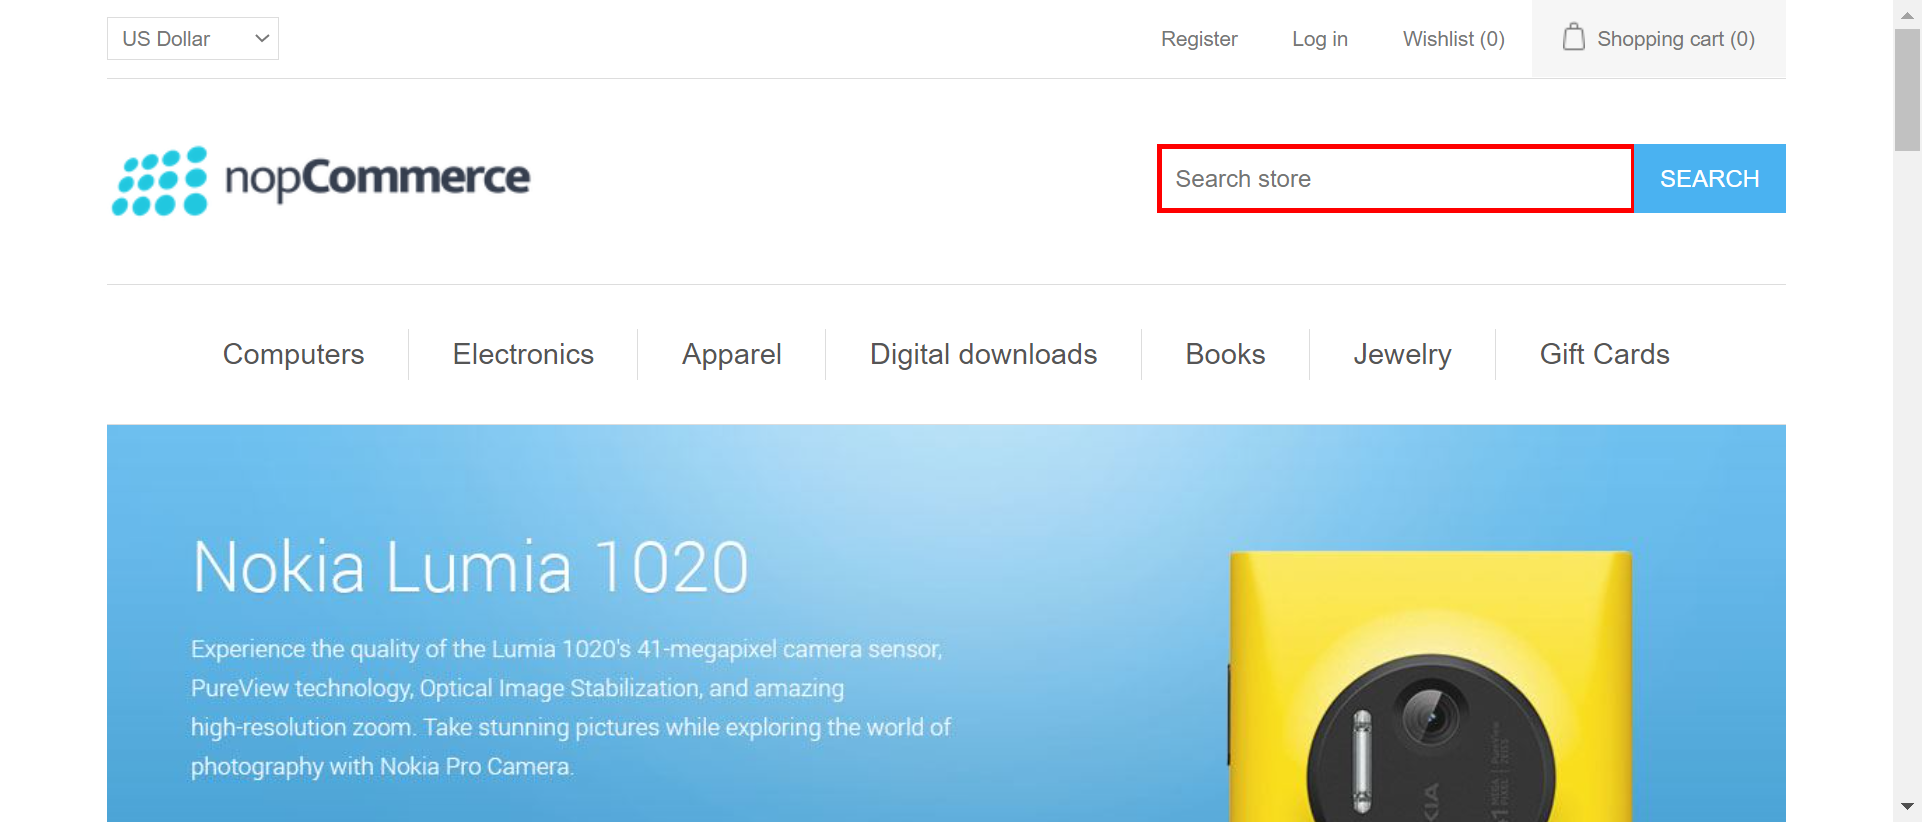 US Dollar
Register
Log in
Wishlist (0)
Shopping cart (0)
nopCommerce
Search store
SEARCH
Computers
Electronics
Apparel
Digital downloads
Books
Jewelry
Gift Cards
Nokia Lumia 1020
Experience the quality of the Lumia 1020's 41-megapixel camera sensor,
PureView technology, Optical Image Stabilization, and amazing
high-resolution zoom. Take stunning pictures while exploring the world of
photography with Nokia Pro Camera.